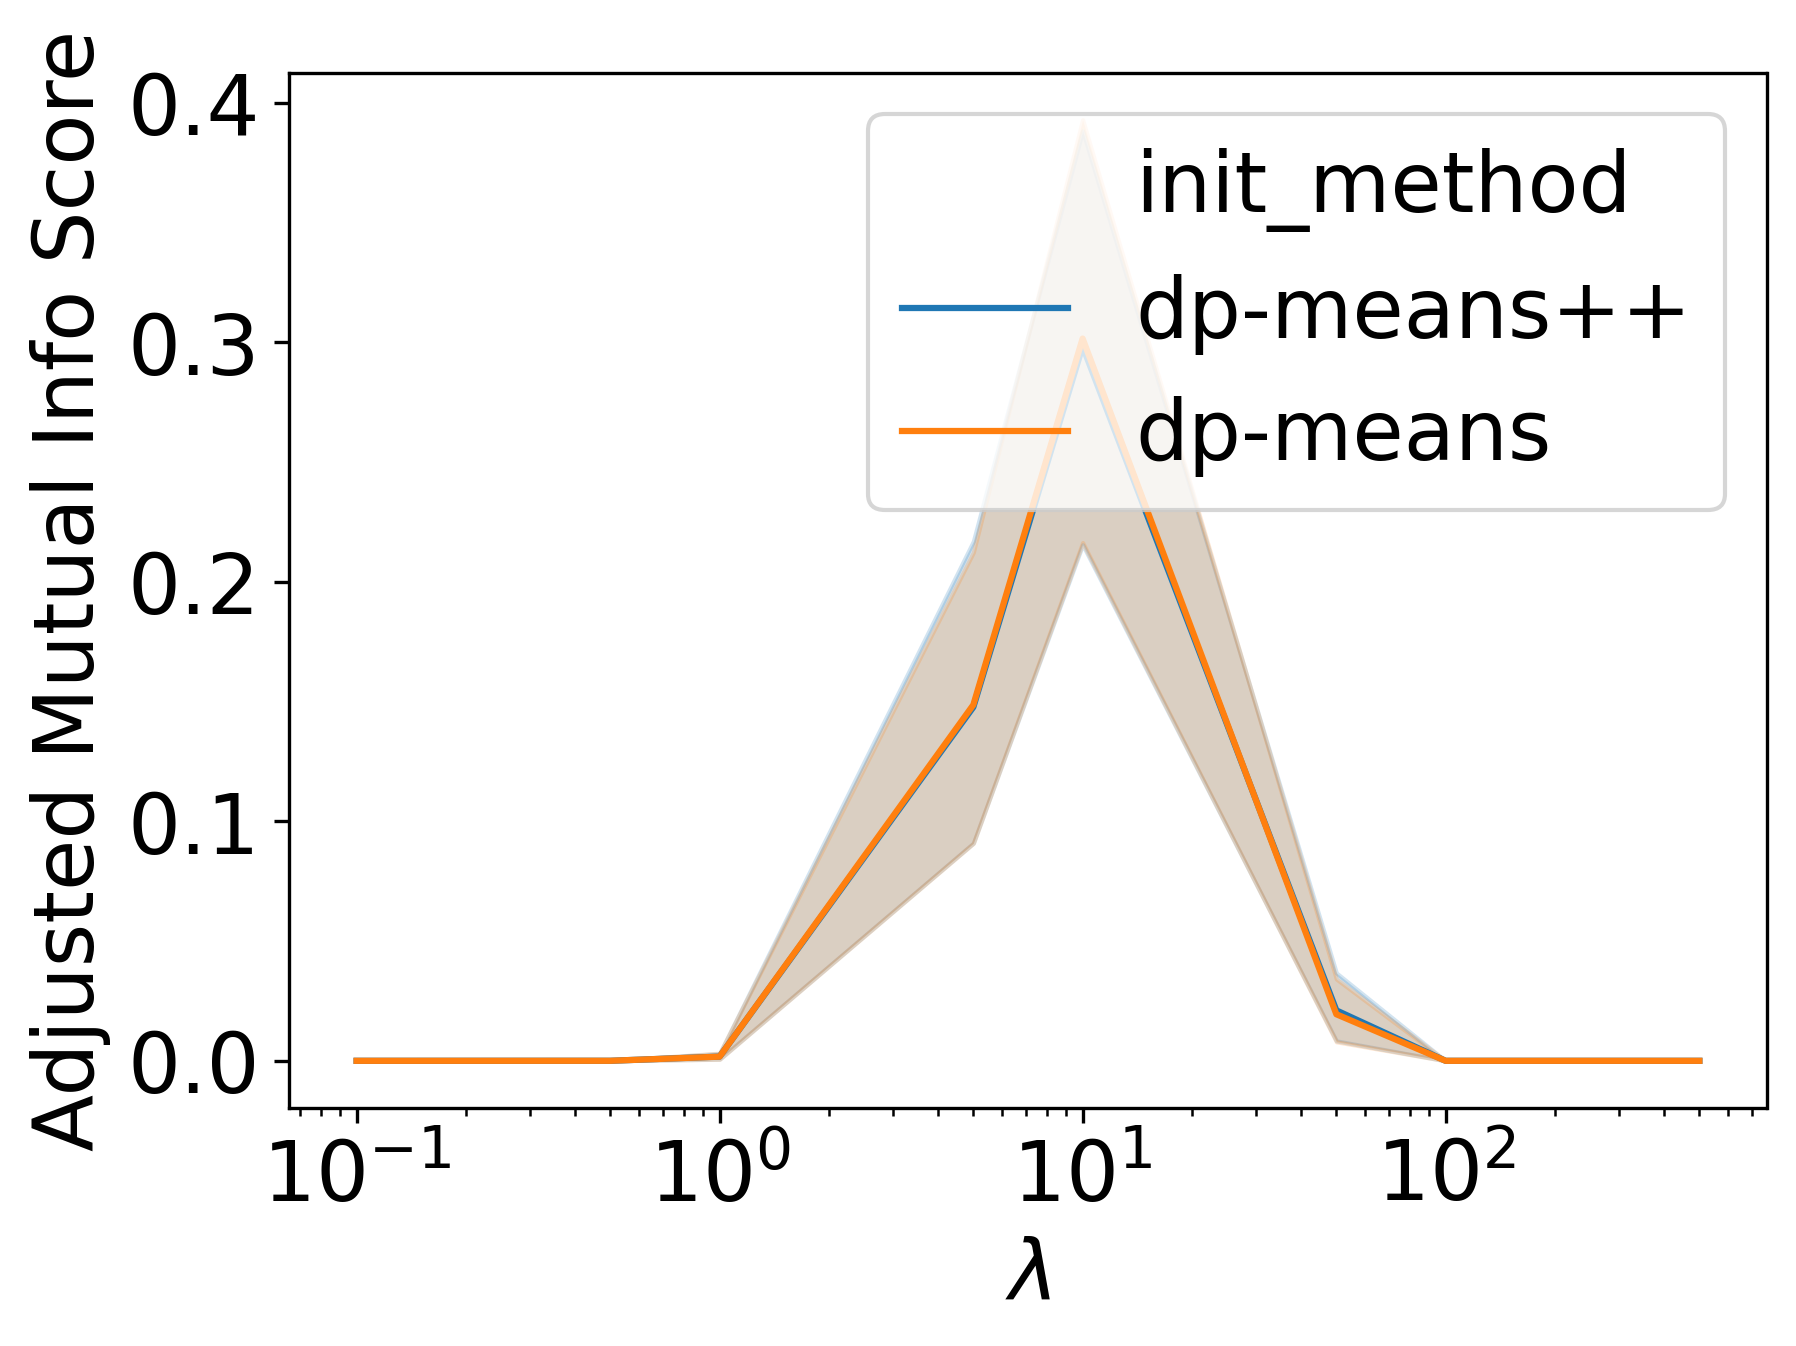 Adjusted Mutual Info Score
0.4
0.3
0.2
0.1
0.0
init_method
dp-means++
dp-means
10⁻¹
10⁰
10¹
10²
λ